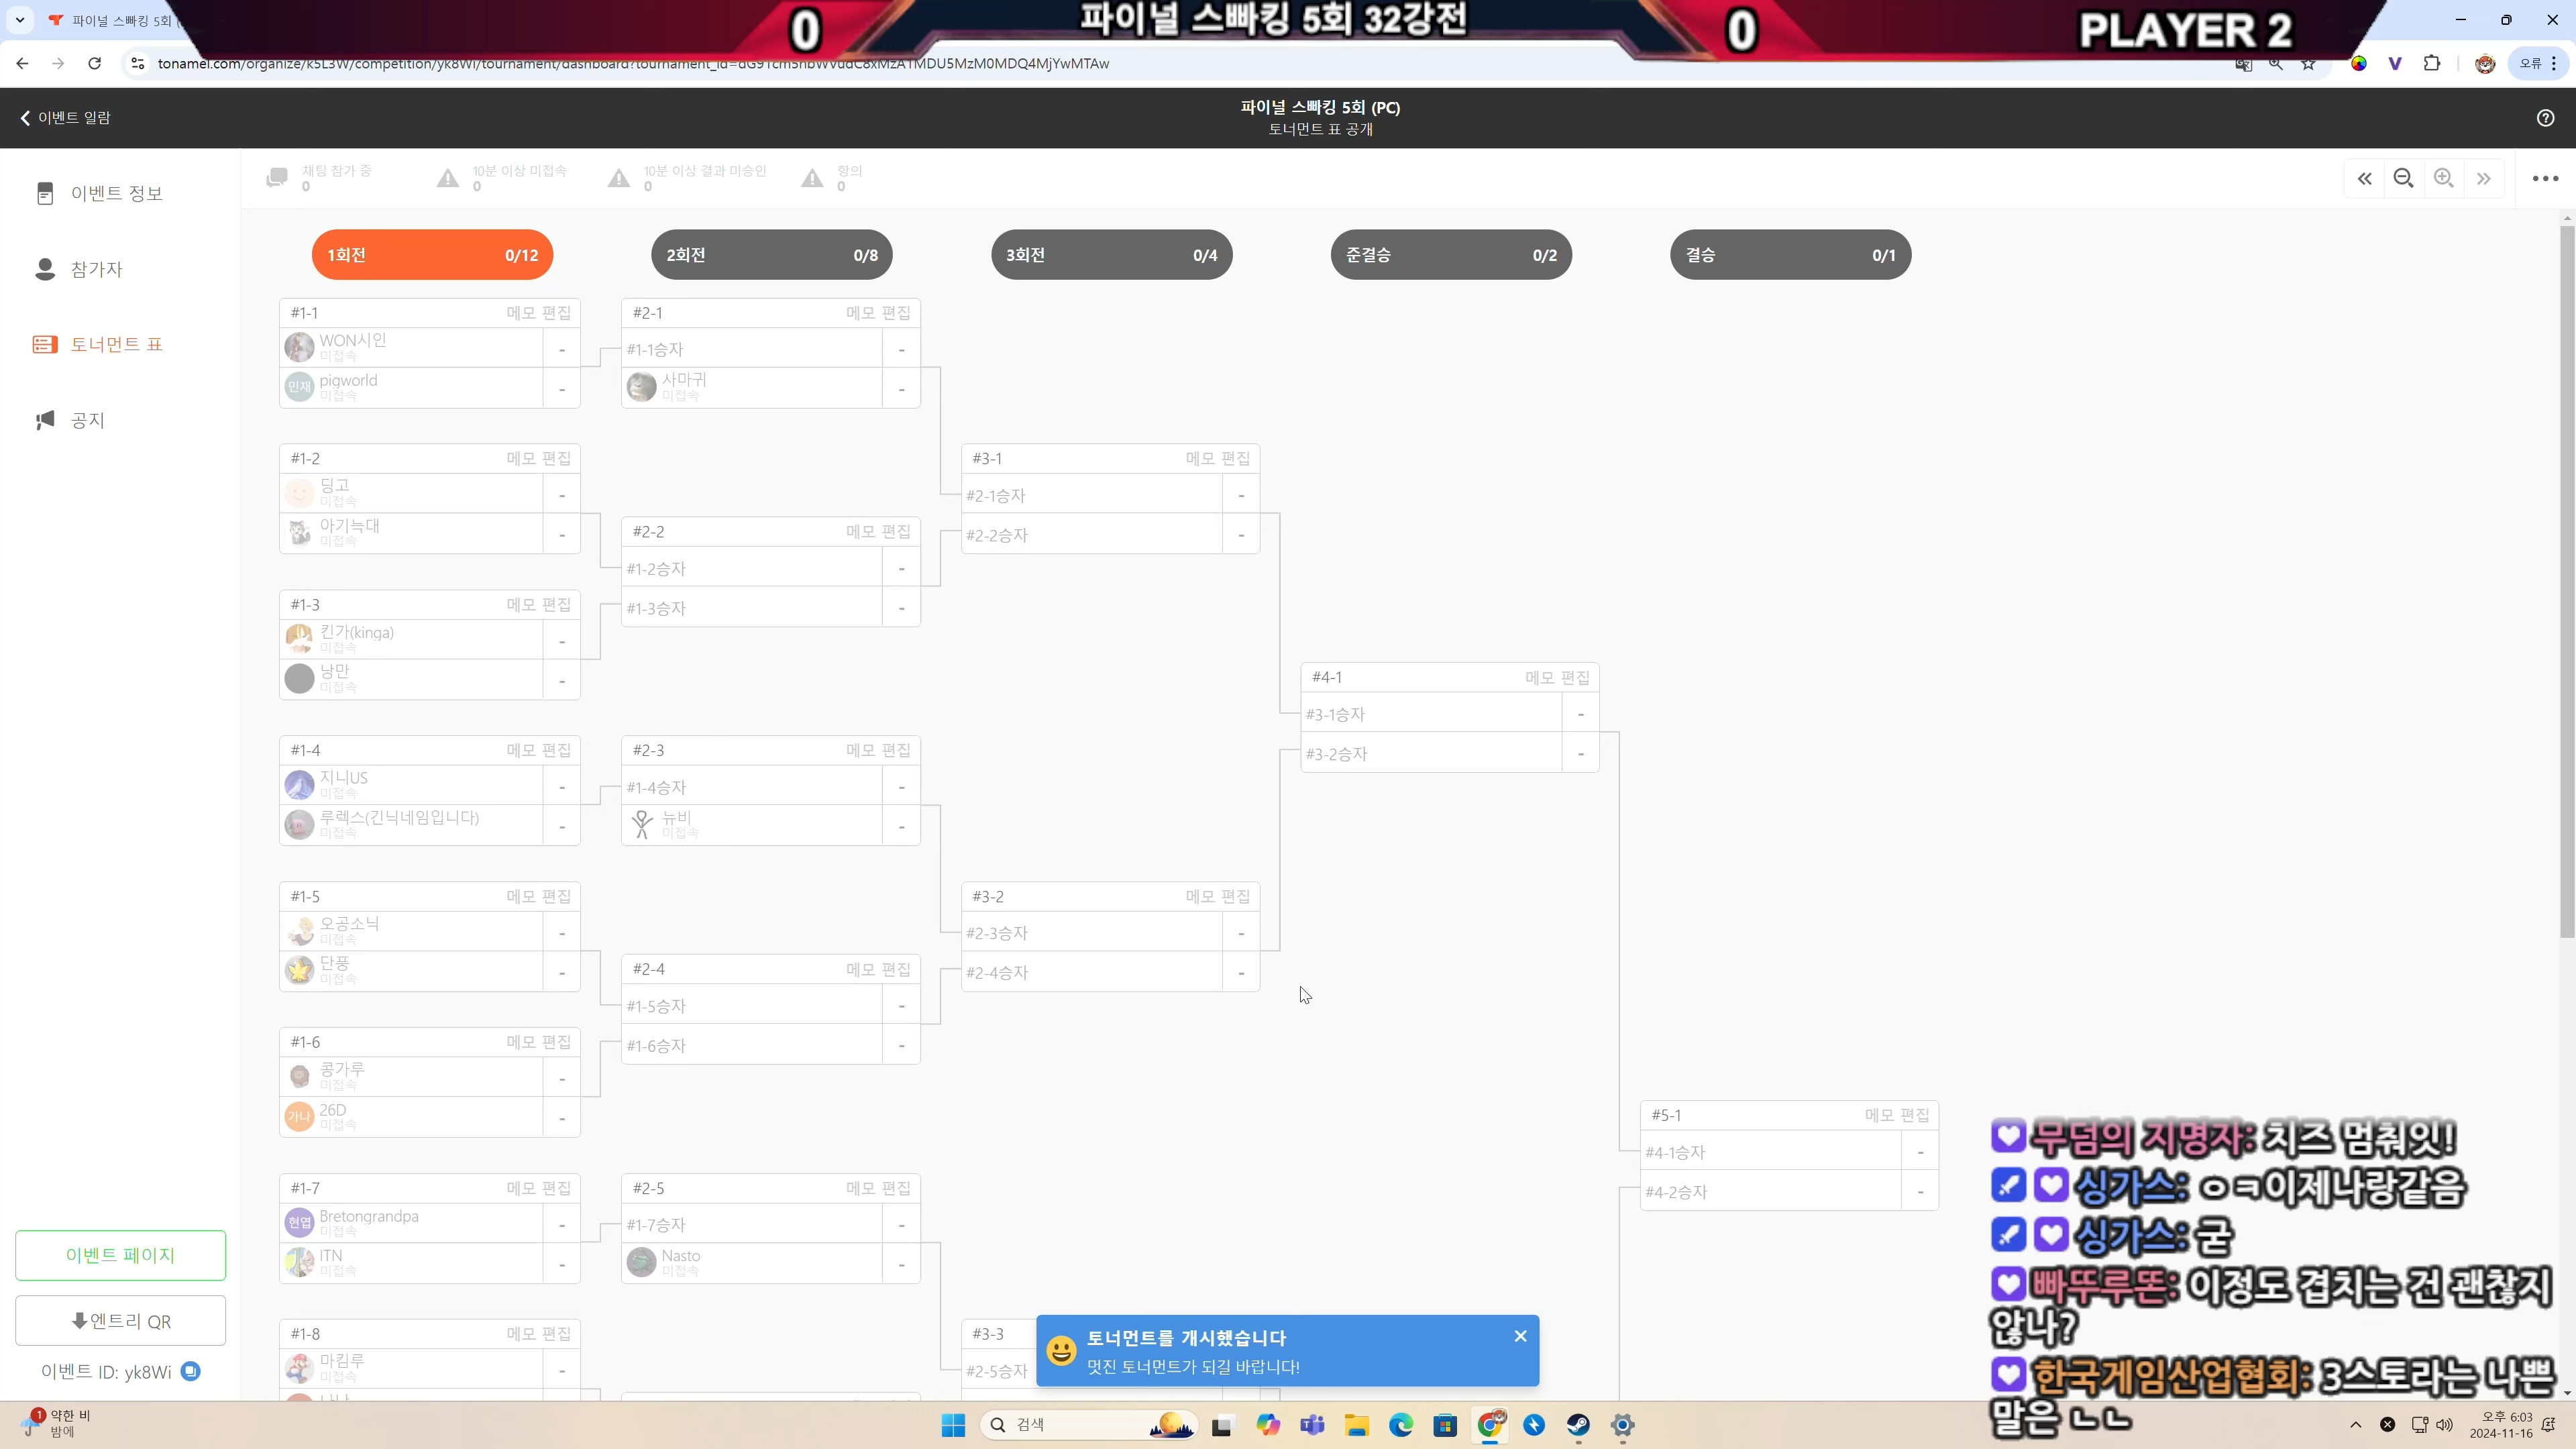 파이널 스빠킹 5회
0
파이널 스빠킹 5회 32강전
0
PLAYER 2
오류
이벤트 일람
파이널 스빠킹 5회 (PC)
토너먼트 표 공개
채팅 참가 중
0
10분 이상 미접속
0
10분 이상 결과 미승인
0
항의
0
이벤트 정보
참가자
토너먼트 표
공지
1회전 0/12
2회전 0/8
3회전 0/4
준결승 0/2
결승 0/1
#1-1 메모 편집
WON시인
미접속
-
민재 pigworld
미접속
-
#1-2 메모 편집
딩고
미접속
-
아기늑대
미접속
-
#1-3 메모 편집
킨가(kinga)
미접속
-
낭만
미접속
-
#1-4 메모 편집
지니US
미접속
-
루렉스(긴닉네임입니다)
미접속
-
#1-5 메모 편집
오공소닉
미접속
-
단풍
미접속
-
#1-6 메모 편집
콩가루
미접속
-
가나 26D
미접속
-
#1-7 메모 편집
현엽 Bretongrandpa
미접속
-
ITN
미접속
-
#1-8 메모 편집
마킴루
미접속
-
#2-1 메모 편집
#1-1승자 -
사마귀
미접속
-
#2-2 메모 편집
#1-2승자 -
#1-3승자 -
#2-3 메모 편집
#1-4승자 -
뉴비
미접속
-
#2-4 메모 편집
#1-5승자 -
#1-6승자 -
#2-5 메모 편집
#1-7승자 -
Nasto
미접속
-
#3-1 메모 편집
#2-1승자 -
#2-2승자 -
#3-2 메모 편집
#2-3승자 -
#2-4승자 -
#3-3
#2-5승자
#4-1 메모 편집
#3-1승자 -
#3-2승자 -
#5-1 메모 편집
#4-1승자 -
#4-2승자 -
이벤트 페이지
엔트리 QR
이벤트 ID: yk8Wi
토너먼트를 개시했습니다
멋진 토너먼트가 되길 바랍니다!
무덤의 지명자: 치즈 멈춰잇!
싱가스: ㅇㅋ이제나랑같음
싱가스: 굳
빠뚜루똔: 이정도 겹치는 건 괜찮지
않나?
한국게임산업협회: 3스토라는 나쁜
말은 ㄴㄴ
1
약한 비
밤에
검색
오후 6:03
2024-11-16